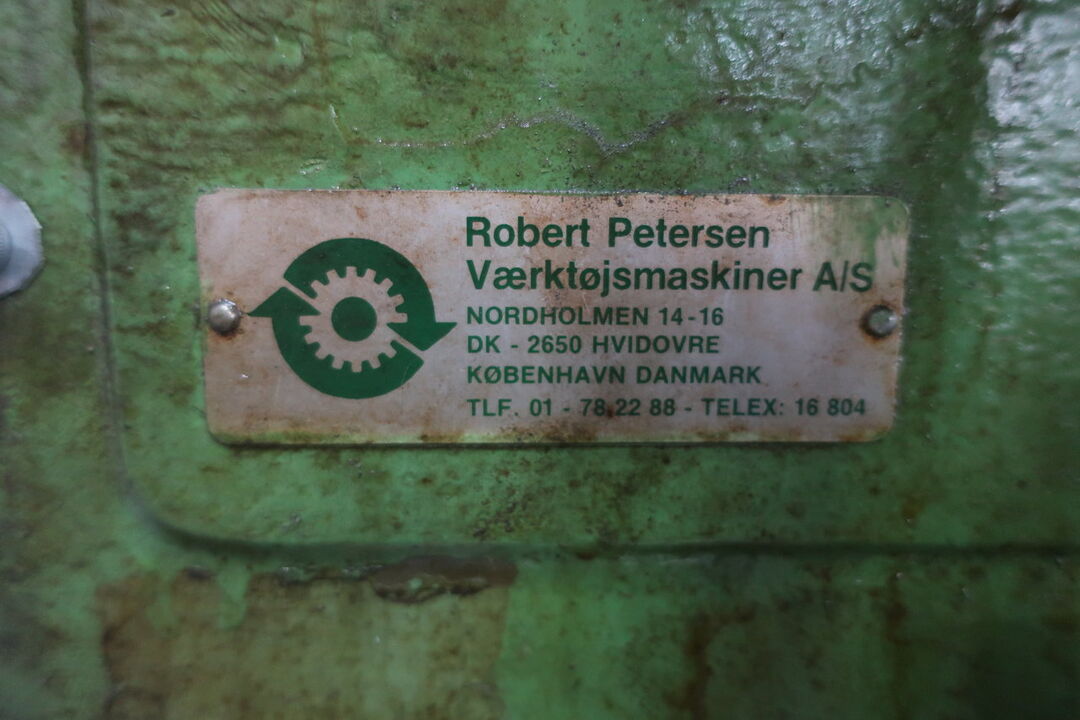 Robert Petersen
Værktøjsmaskiner A/S
NORDHOLMEN 14-16
DK - 2650 HVIDOVRE
KØBENHAVN DANMARK
TLF. 01 - 78 22 88 - TELEX: 16 804